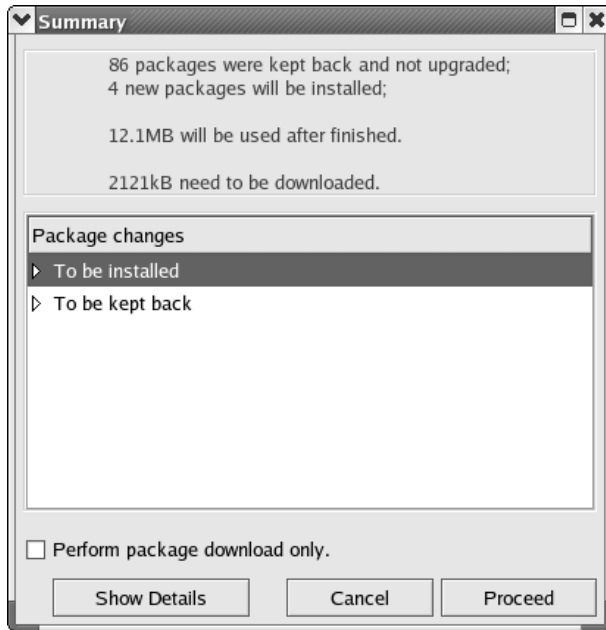 Summary
86 packages were kept back and not upgraded;
4 new packages will be installed;
12.1MB will be used after finished.
2121kB need to be downloaded.
Package changes
To be installed
To be kept back
Perform package download only.
Show Details Cancel Proceed